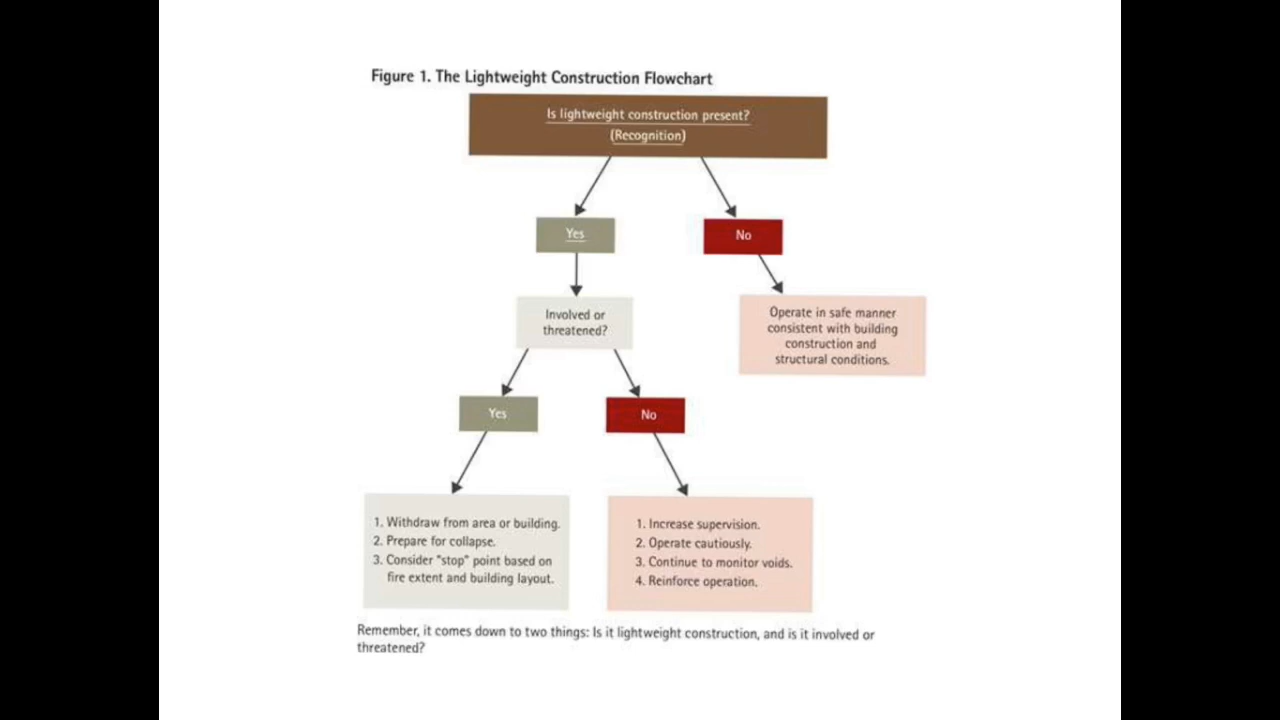 Figure 1. The Lightweight Construction Flowchart
Is lightweight construction present?
(Recognition)
Yes
No
Involved or
threatened?
Operate in safe manner
consistent with building
construction and
structural conditions.
Yes
No
1. Withdraw from area or building.
2. Prepare for collapse.
3. Consider "stop" point based on
fire extent and building layout.
1. Increase supervision.
2. Operate cautiously.
3. Continue to monitor voids.
4. Reinforce operation.
Remember, it comes down to two things: Is it lightweight construction, and is it involved or
threatened?